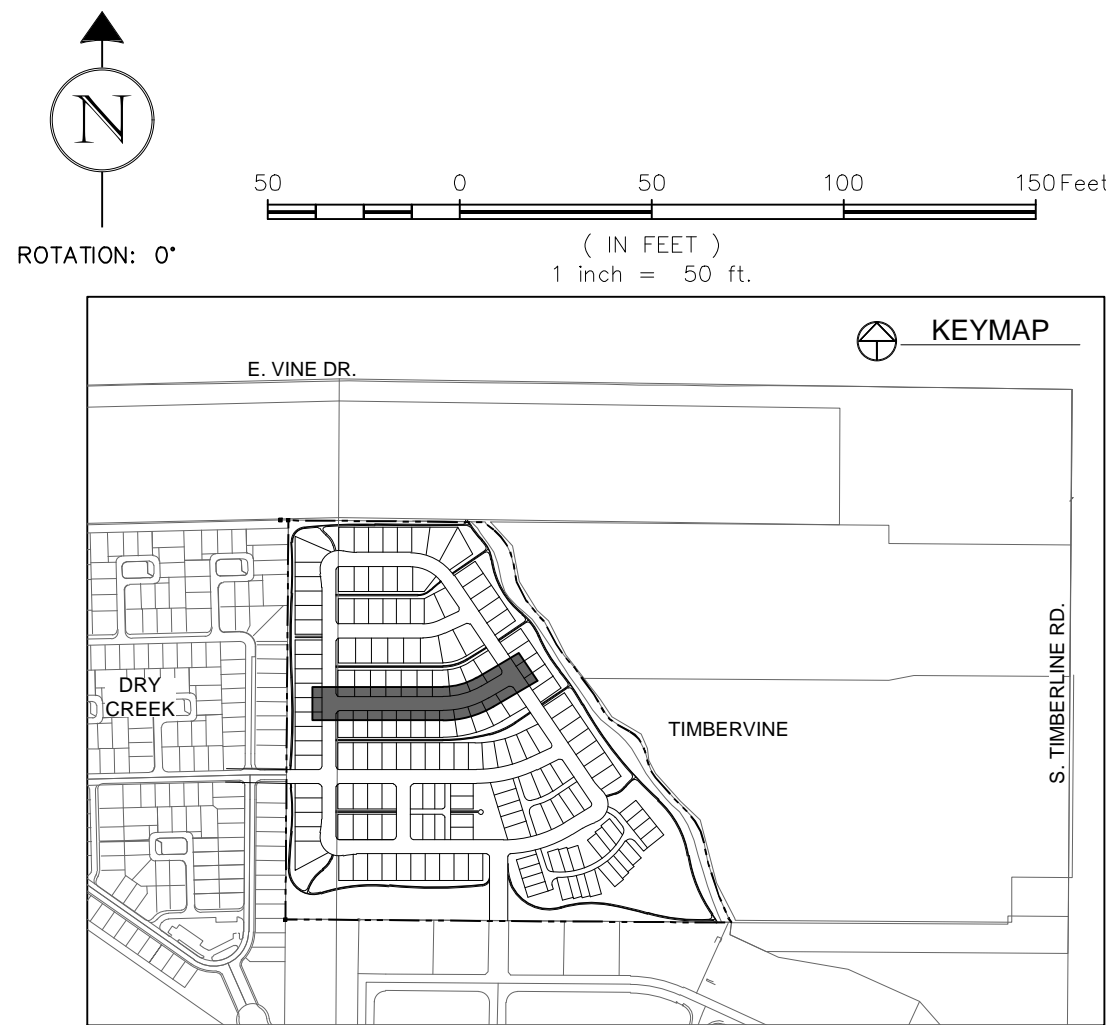 N
ROTATION: 0°
50 0 50 100 150 Feet
( IN FEET )
1 inch = 50 ft.
KEYMAP
E. VINE DR.
DRY
CREEK
TIMBERVINE
S. TIMBERLINE RD.